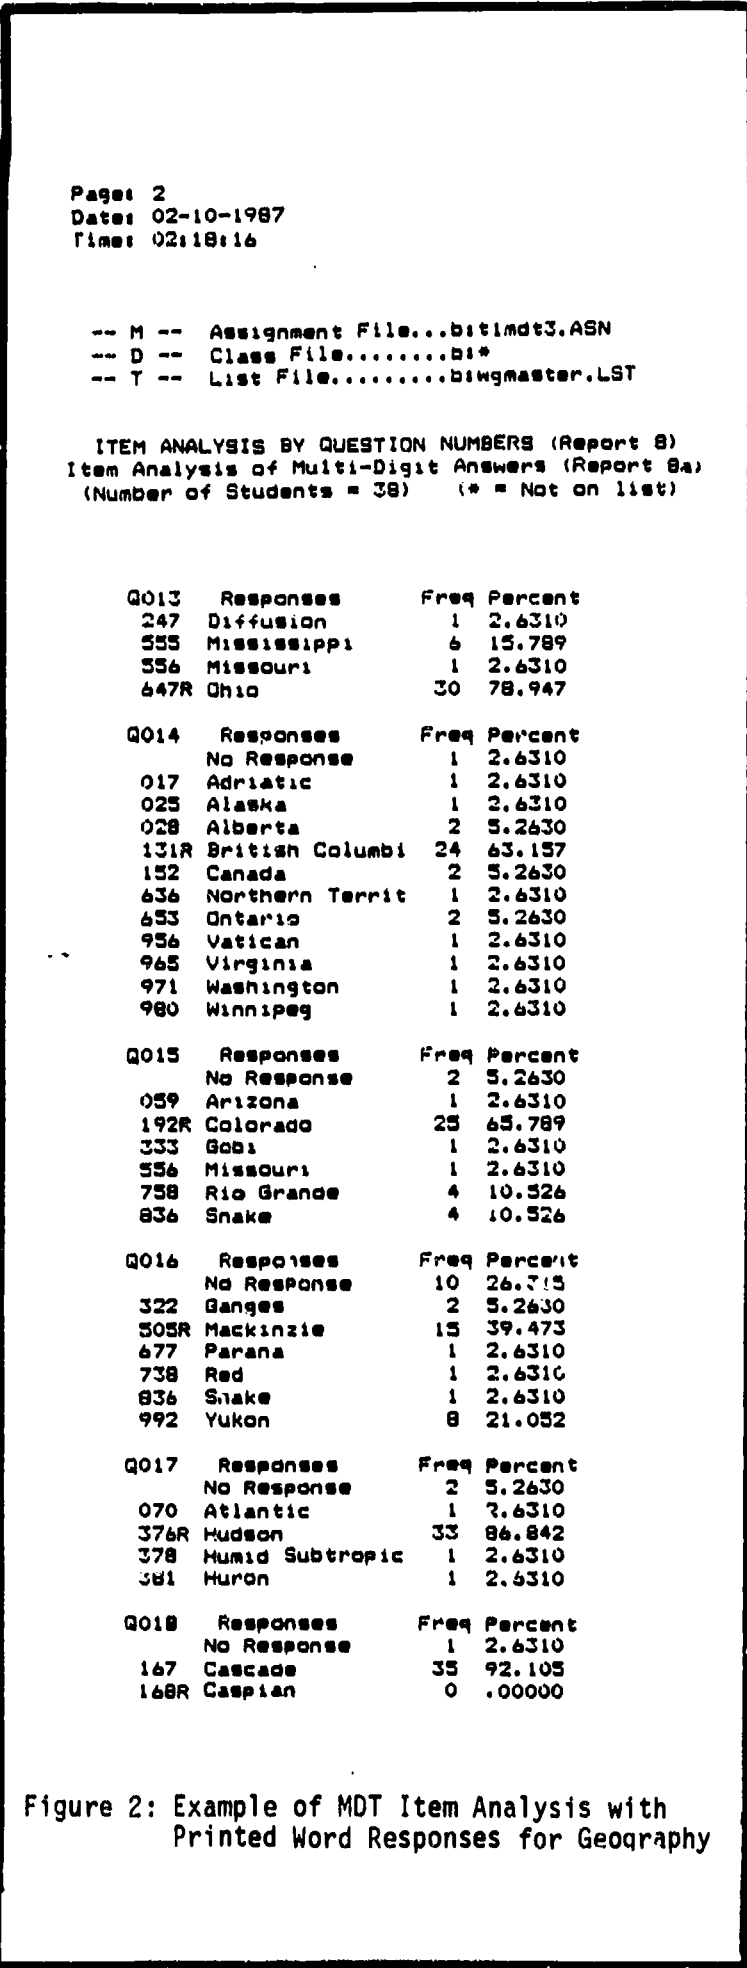 Page: 2
Date: 02-10-1987
Time: 02:18:16
-- M -- Assignment File...bitimdt3.ASN
-- D -- Class File.........bi*
-- T -- List File..........biwgmaster.LST
ITEM ANALYSIS BY QUESTION NUMBERS (Report 8)
Item Analysis of Multi-Digit Answers (Report 8a)
(Number of Students = 38) (* = Not on list)
Q013 Responses Freq Percent
247 Diffusion 1 2.6310
555 Mississippi 6 15.789
556 Missouri 1 2.6310
647R Ohio 30 78.947
Q014 Responses Freq Percent
No Response 1 2.6310
017 Adriatic 1 2.6310
025 Alaska 1 2.6310
028 Alberta 2 5.2630
131R British Columbi 24 63.157
152 Canada 2 5.2630
636 Northern Territ 1 2.6310
653 Ontario 2 5.2630
956 Vatican 1 2.6310
965 Virginia 1 2.6310
971 Washington 1 2.6310
980 Winnipeg 1 2.6310
Q015 Responses Freq Percent
No Response 2 5.2630
059 Arizona 1 2.6310
192R Colorado 25 65.789
333 Gobi 1 2.6310
556 Missouri 1 2.6310
758 Rio Grande 4 10.526
836 Snake 4 10.526
Q016 Responses Freq Percent
No Response 10 26.315
322 Ganges 2 5.2630
505R Mackinzie 15 39.473
677 Parana 1 2.6310
738 Red 1 2.6310
836 Snake 1 2.6310
992 Yukon 8 21.052
Q017 Responses Freq Percent
No Response 2 5.2630
070 Atlantic 1 2.6310
376R Hudson 33 86.842
378 Humid Subtropic 1 2.6310
381 Huron 1 2.6310
Q018 Responses Freq Percent
No Response 1 2.6310
167 Cascade 35 92.105
168R Caspian 0 .00000
Figure 2: Example of MDT Item Analysis with
Printed Word Responses for Geography